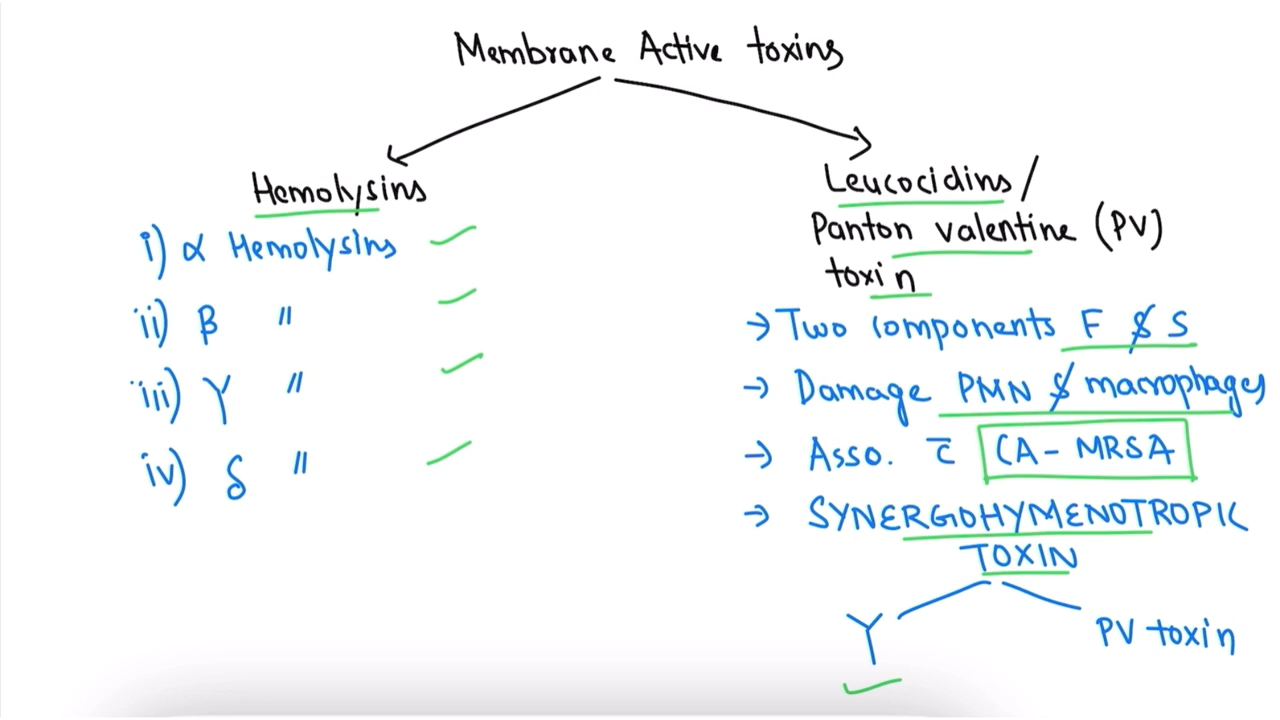 Membrane Active toxins
Hemolysins
i) α Hemolysins
ii) β "
iii) γ "
iv) δ "
Leucocidins/
Panton valentine (PV)
toxin
→ Two components F & S
→ Damage PMN & macrophages
→ Asso. c̅ CA - MRSA
→ SYNERGOHYMENOTROPIC
TOXIN
γ PV toxin